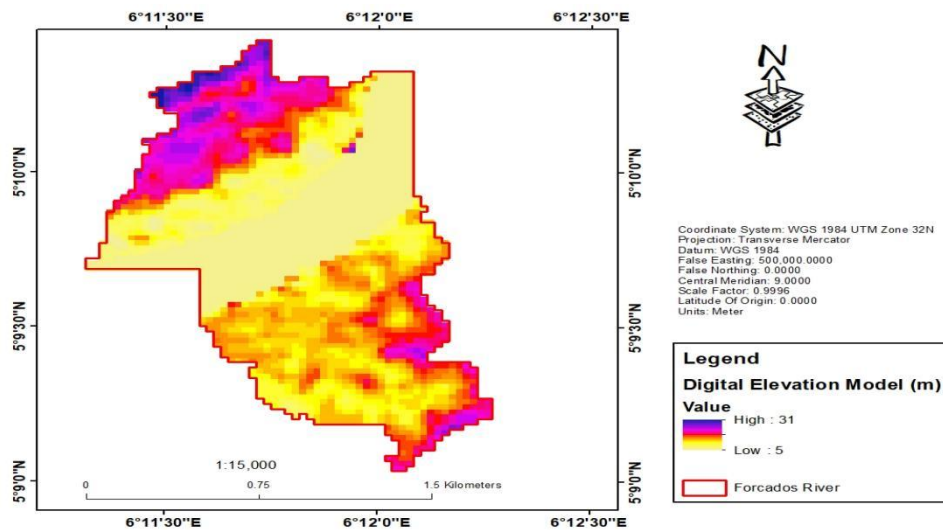 6°11'30"E 6°12'0"E 6°12'30"E
N
5°10'0"N 5°10'0"N
Coordinate System: WGS 1984 UTM Zone 32N
Projection: Transverse Mercator
Datum: WGS 1984
False Easting: 500,000.0000
False Northing: 0.0000
Central Meridian: 9.0000
Scale Factor: 0.9996
Latitude Of Origin: 0.0000
Units: Meter
5°9'30"N 5°9'30"N
Legend
Digital Elevation Model (m)
Value
High : 31
Low : 5
Forcados River
1:15,000
0 0.75 1.5 Kilometers
5°9'0"N 5°9'0"N
6°11'30"E 6°12'0"E 6°12'30"E